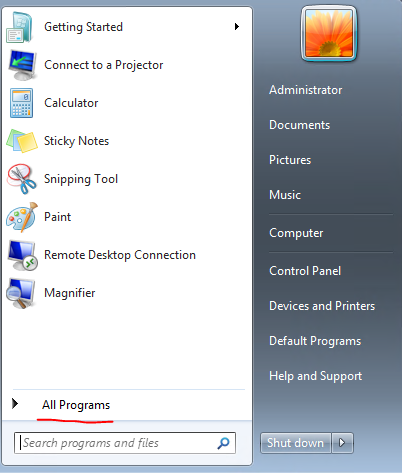 Getting Started
Connect to a Projector
Calculator
Sticky Notes
Snipping Tool
Paint
Remote Desktop Connection
Magnifier
All Programs
Search programs and files
Administrator
Documents
Pictures
Music
Computer
Control Panel
Devices and Printers
Default Programs
Help and Support
Shut down